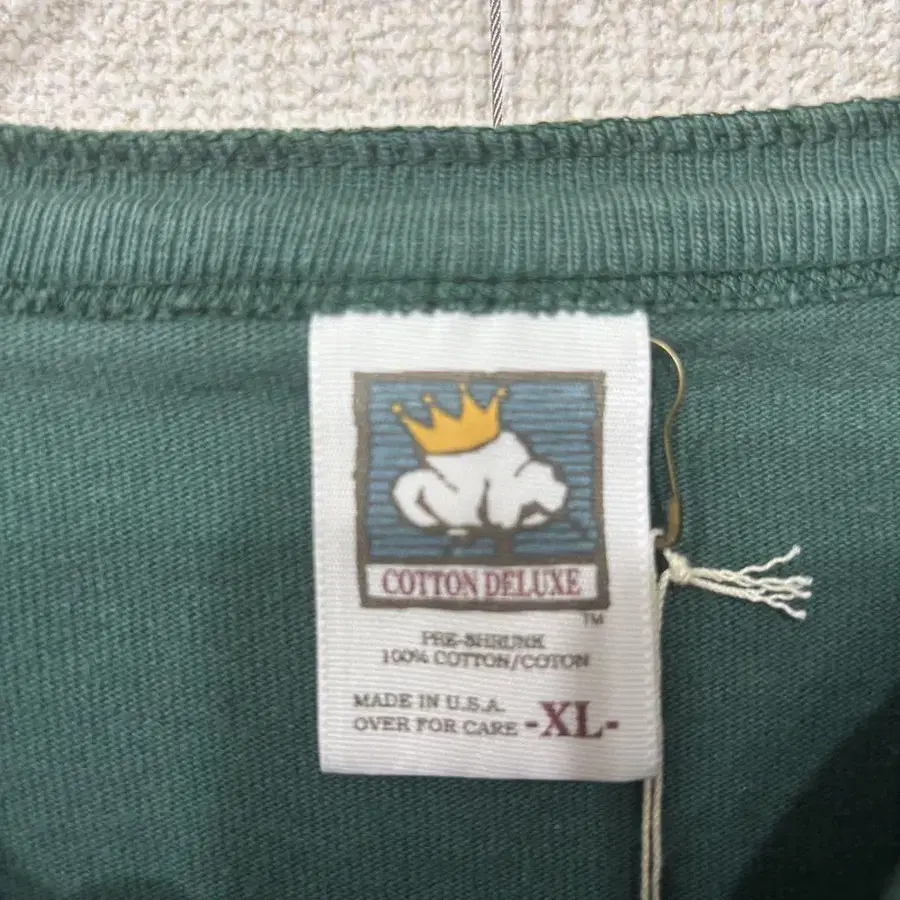 COTTON DELUXE
TM
PRE-SHRUNK
100% COTTON/COTON
MADE IN U.S.A.
OVER FOR CARE -XL-